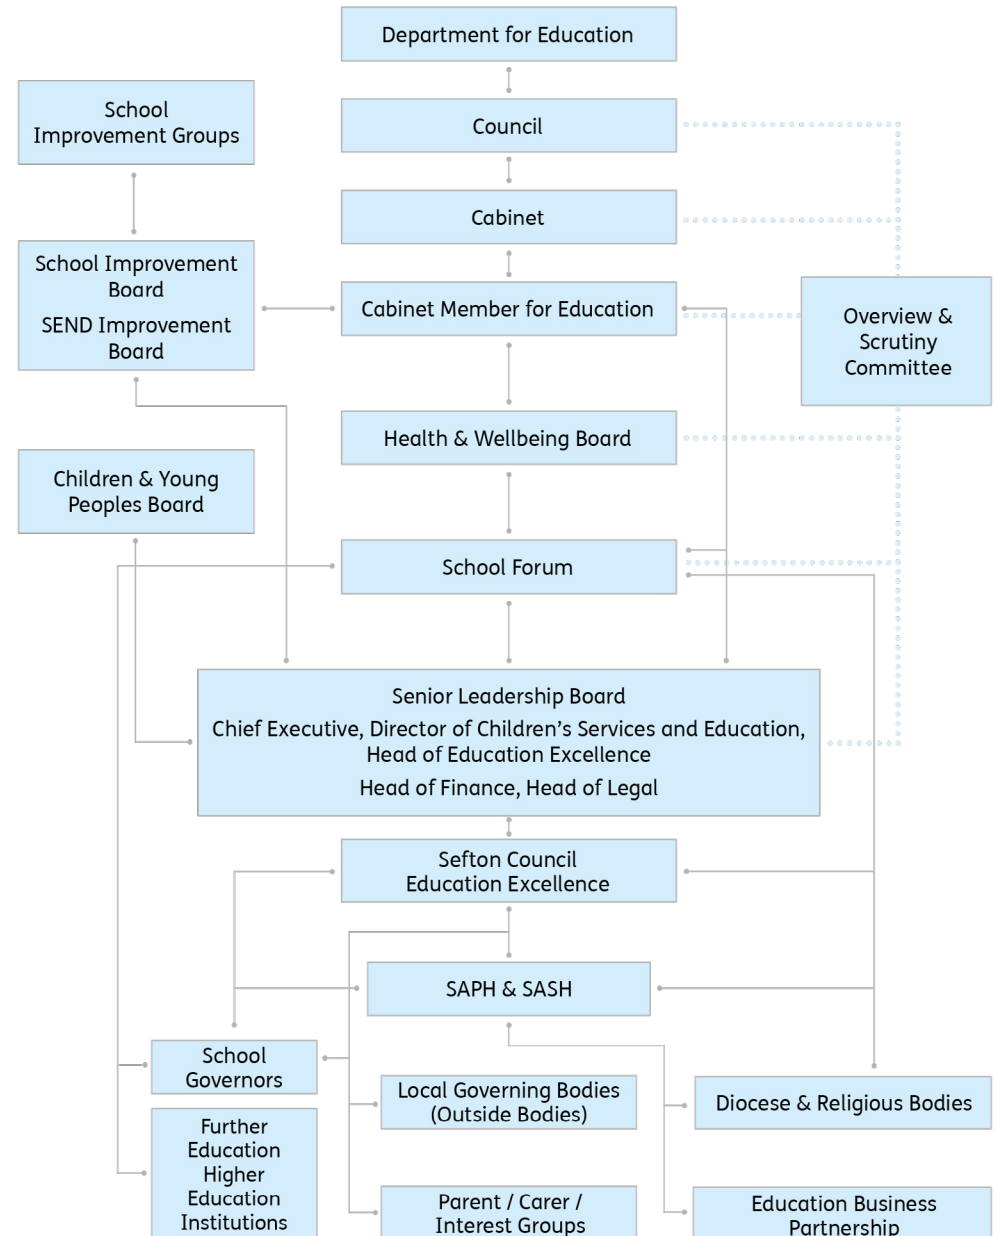 Department for Education
School
Improvement Groups
Council
Cabinet
School Improvement
Board
SEND Improvement
Board
Cabinet Member for Education
Overview &
Scrutiny
Committee
Health & Wellbeing Board
Children & Young
Peoples Board
School Forum
Senior Leadership Board
Chief Executive, Director of Children’s Services and Education,
Head of Education Excellence
Head of Finance, Head of Legal
Sefton Council
Education Excellence
SAPH & SASH
School
Governors
Local Governing Bodies
(Outside Bodies)
Diocese & Religious Bodies
Further
Education
Higher
Education
Institutions
Parent / Carer /
Interest Groups
Education Business
Partnership